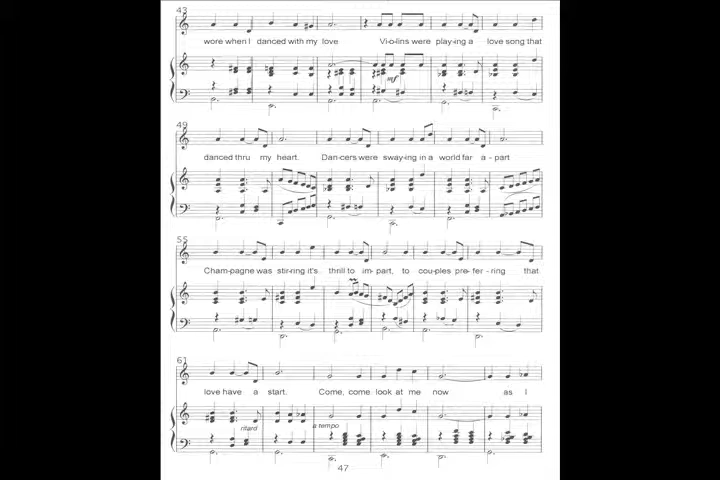 43
wore when I danced with my love Vi-o-lins were play-ing a love song that
mf
49
danced thru my heart. Dan-cers were sway-ing in a world far a-part
55
Cham-pagne was stir-ring it's thrill to im-part, to cou-ples pre-fer-ring that
61
love have a start. Come, come look at me now as I
ritard a tempo
47